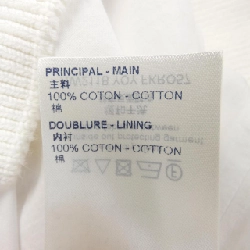 PRINCIPAL - MAIN
主料
100% COTON - COTTON
棉
DOUBLURE - LINING
内衬
100% COTON - COTTON
棉